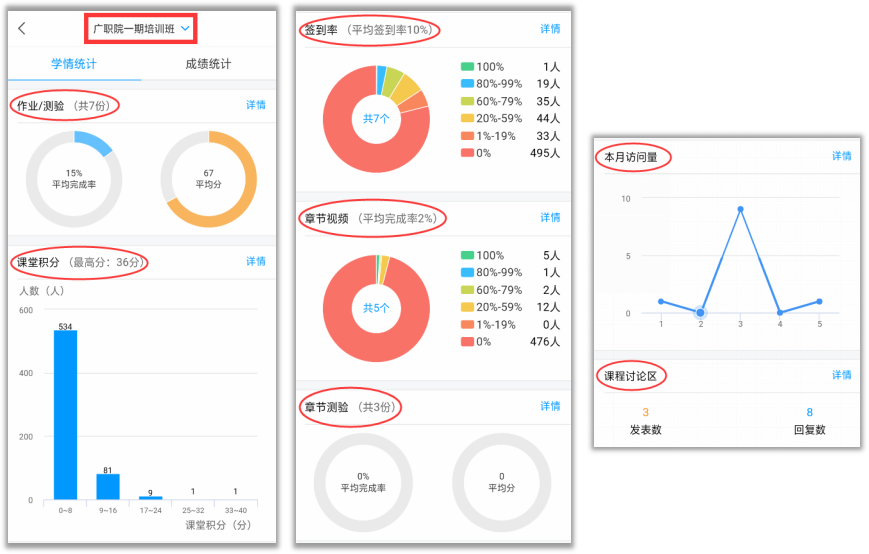 广职院一期培训班
学情统计 成绩统计
作业/测验 （共7份） 详情
15%
平均完成率
67
平均分
课堂积分 （最高分：36分） 详情
人数（人）
600
400
200
0
534
81
9
1
1
0~8 9~16 17~24 25~32 33~40
课堂积分（分）
签到率 （平均签到率10%） 详情
共7个
100% 1人
80%-99% 19人
60%-79% 35人
20%-59% 44人
1%-19% 33人
0% 495人
章节视频 （平均完成率2%） 详情
共5个
100% 5人
80%-99% 1人
60%-79% 2人
20%-59% 12人
1%-19% 0人
0% 476人
章节测验 （共3份） 详情
0%
平均完成率
0
平均分
本月访问量 详情
10
5
0
1 2 3 4 5
课程讨论区 详情
3 8
发表数 回复数